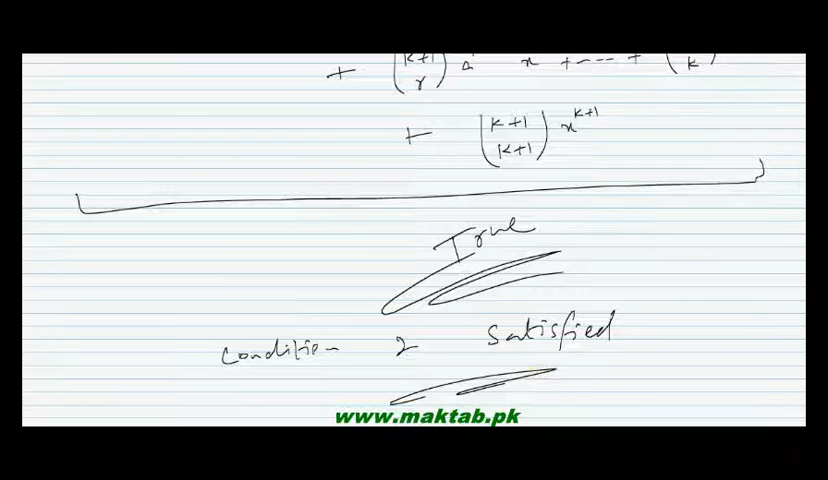 + (k+1 r) a x + --- + ( k )
+ (k+1 k+1) x^k+1
True
Condition 2 Satisfied
www.maktab.pk